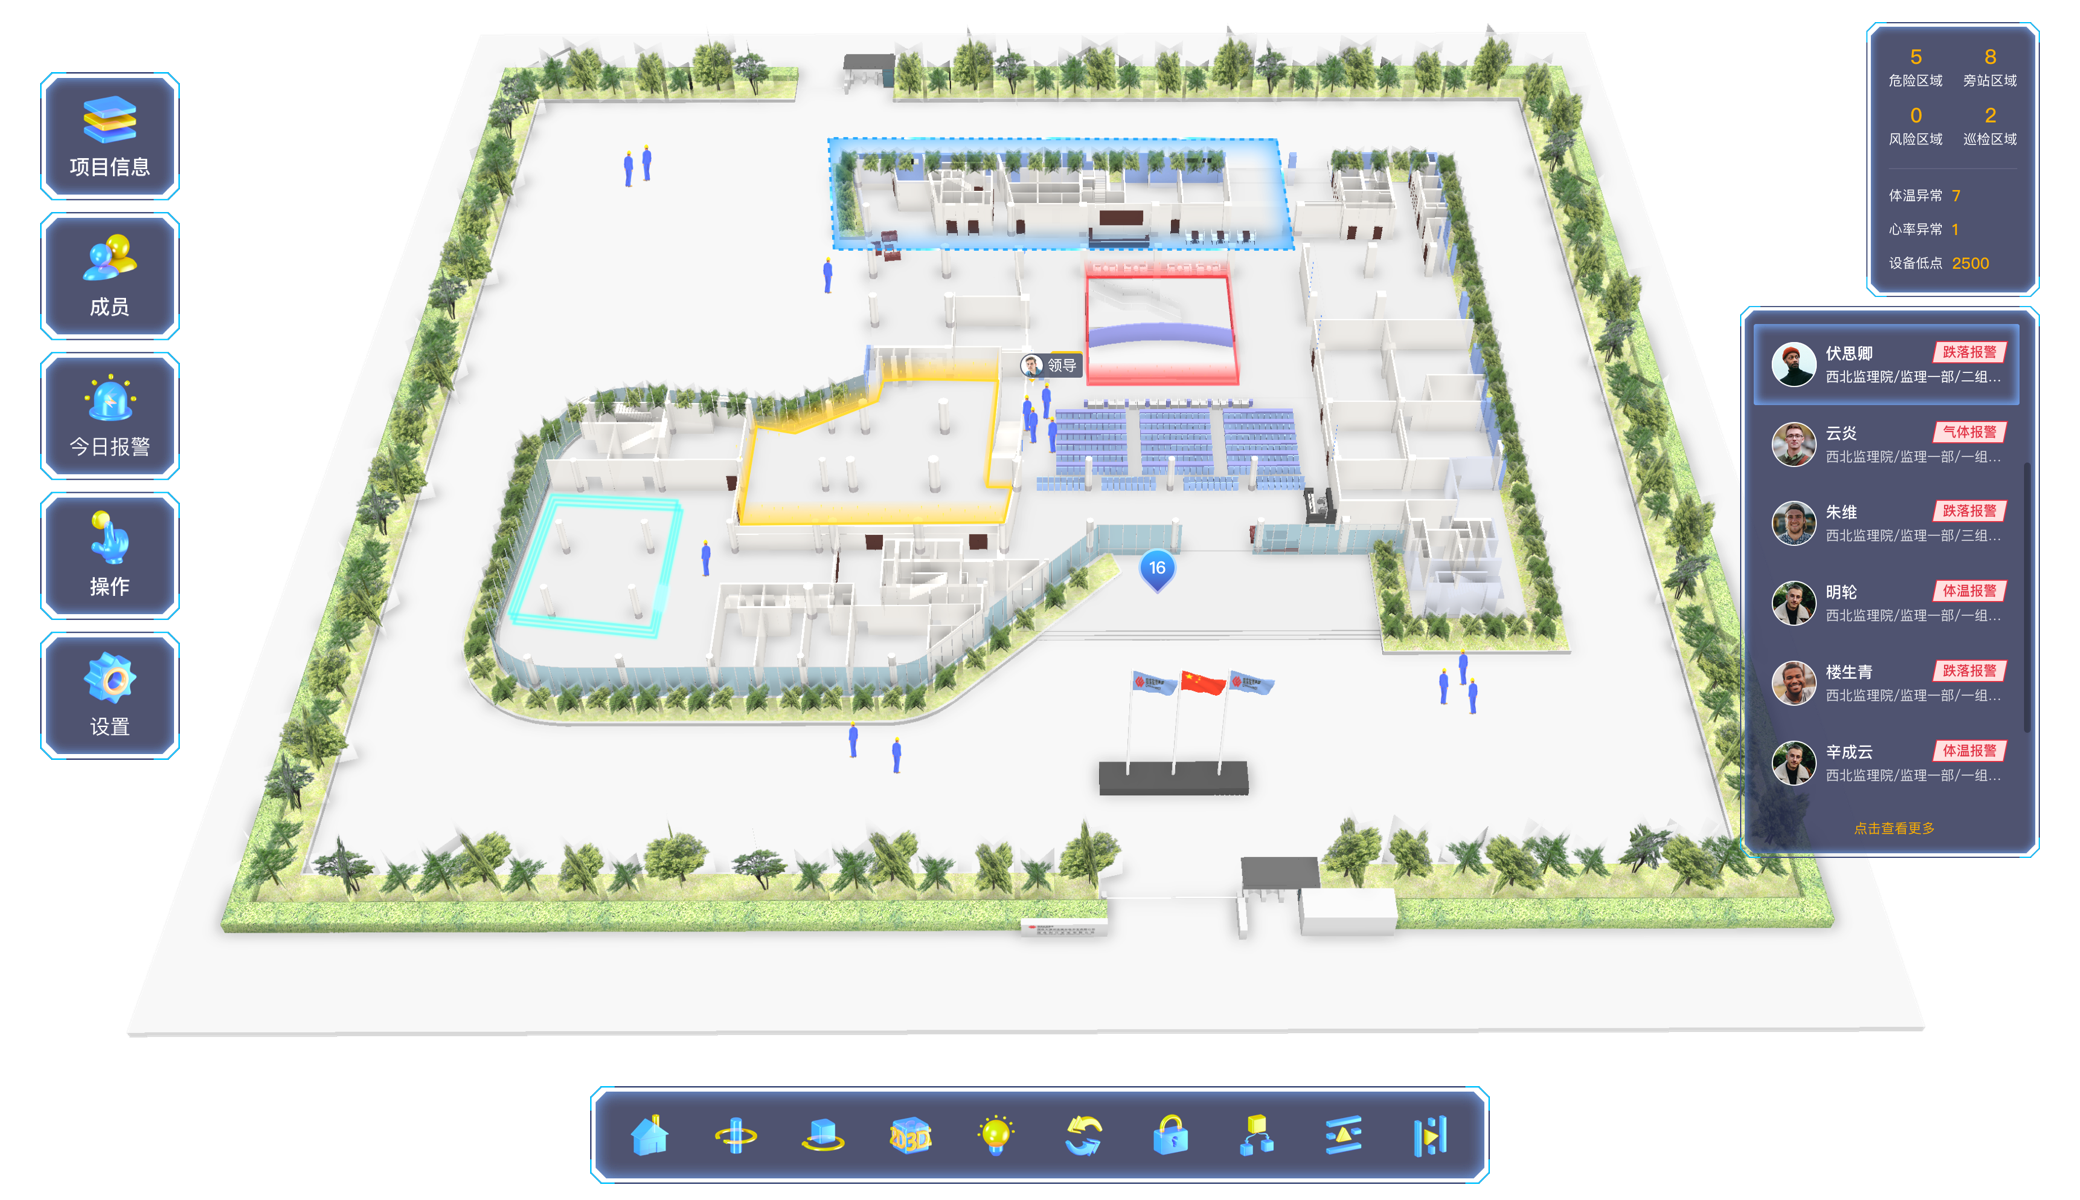 项目信息
成员
今日报警
操作
设置
领导
16
5 8
危险区域 旁站区域
0 2
风险区域 巡检区域
体温异常 7
心率异常 1
设备低点 2500
伏思卿 跌落报警
西北监理院/监理一部/二组...
云炎 气体报警
西北监理院/监理一部/一组...
朱维 跌落报警
西北监理院/监理一部/三组...
明轮 体温报警
西北监理院/监理一部/一组...
楼生青 跌落报警
西北监理院/监理一部/一组...
辛成云 体温报警
西北监理院/监理一部/一组...
点击查看更多
2D3D